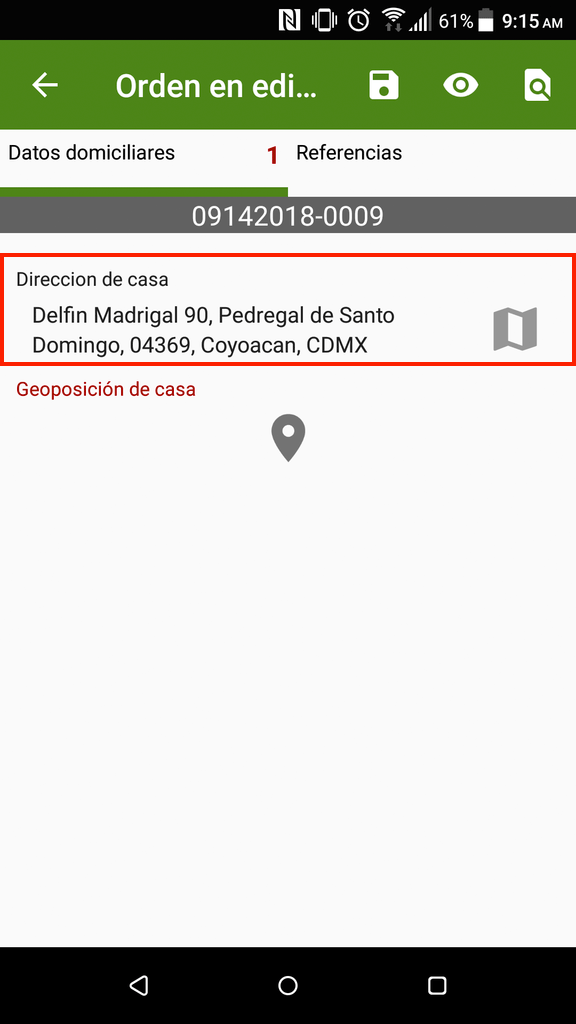 61% 9:15 AM
Orden en edi...
Datos domiciliares 1 Referencias
09142018-0009
Direccion de casa
Delfin Madrigal 90, Pedregal de Santo
Domingo, 04369, Coyoacan, CDMX
Geoposición de casa